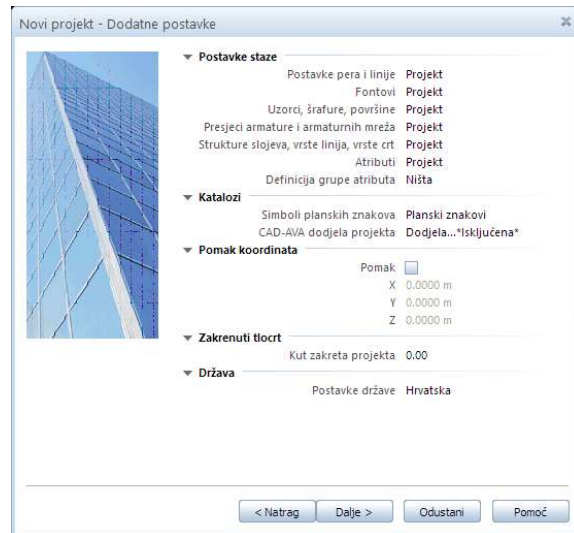 Novi projekt - Dodatne postavke
Postavke staze
Postavke pera i linije Projekt
Fontovi Projekt
Uzorci, šrafure, površine Projekt
Presjeci armature i armaturnih mreža Projekt
Strukture slojeva, vrste linija, vrste crt Projekt
Atributi Projekt
Definicija grupe atributa Ništa
Katalozi
Simboli planskih znakova Planski znakovi
CAD-AVA dodjela projekta Dodjela...*Isključena*
Pomak koordinata
Pomak
X 0.0000 m
Y 0.0000 m
Z 0.0000 m
Zakrenuti tlocrt
Kut zakreta projekta 0.00
Država
Postavke države Hrvatska
< Natrag Dalje > Odustani Pomoć